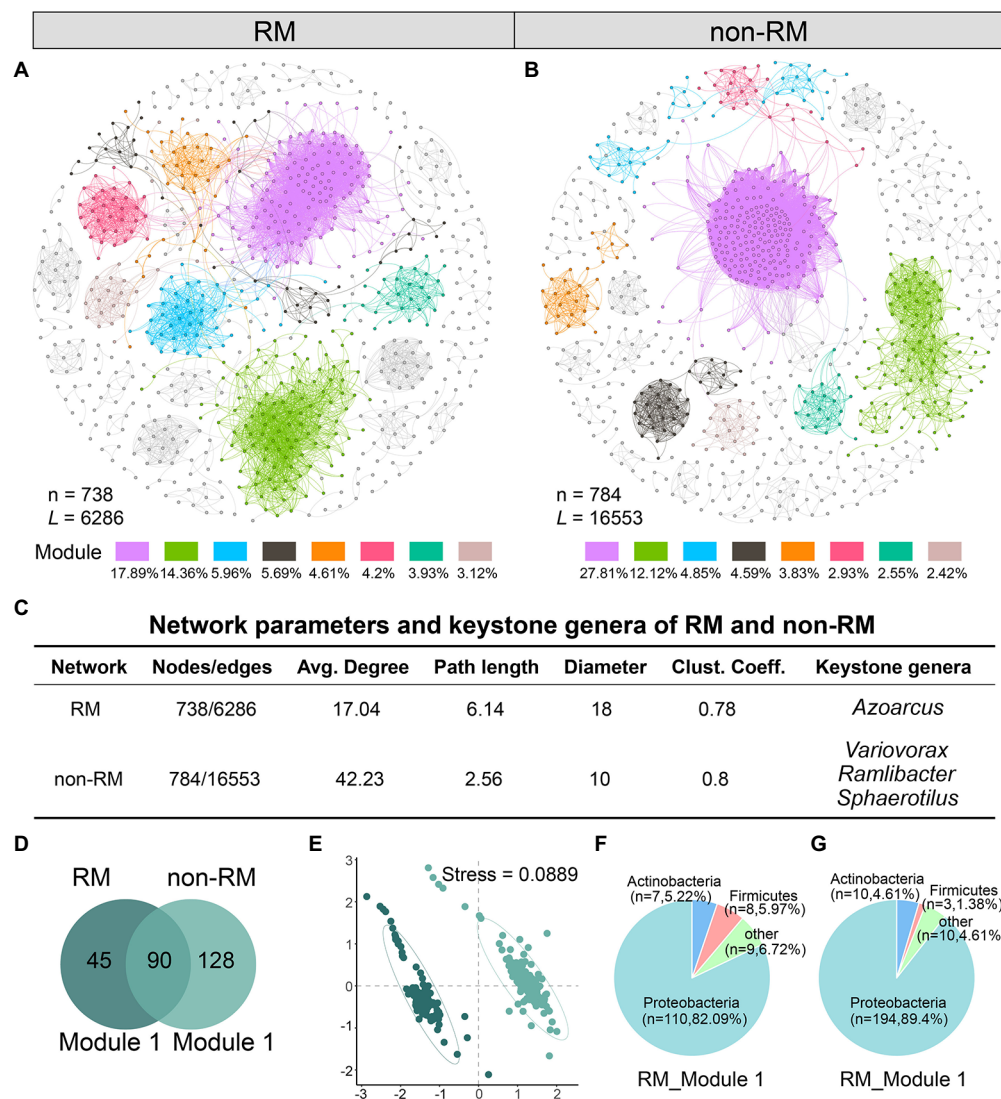 RM
non-RM
A
B
n = 738
L = 6286
n = 784
L = 16553
Module
17.89% 14.36% 5.96% 5.69% 4.61% 4.2% 3.93% 3.12%
27.81% 12.12% 4.85% 4.59% 3.83% 2.93% 2.55% 2.42%
C
Network parameters and keystone genera of RM and non-RM
Network Nodes/edges Avg. Degree Path length Diameter Clust. Coeff. Keystone genera
RM 738/6286 17.04 6.14 18 0.78 Azoarcus
non-RM 784/16553 42.23 2.56 10 0.8 Variovorax
Ramlibacter
Sphaerotilus
D
RM
non-RM
45 90 128
Module 1 Module 1
E
Stress = 0.0889
3
2
1
0
-1
-2
-3 -2 -1 0 1 2
F
Actinobacteria
(n=7,5.22%)
Firmicutes
(n=8,5.97%)
other
(n=9,6.72%)
Proteobacteria
(n=110,82.09%)
RM_Module 1
G
Actinobacteria
(n=10,4.61%)
Firmicutes
(n=3,1.38%)
other
(n=10,4.61%)
Proteobacteria
(n=194,89.4%)
RM_Module 1